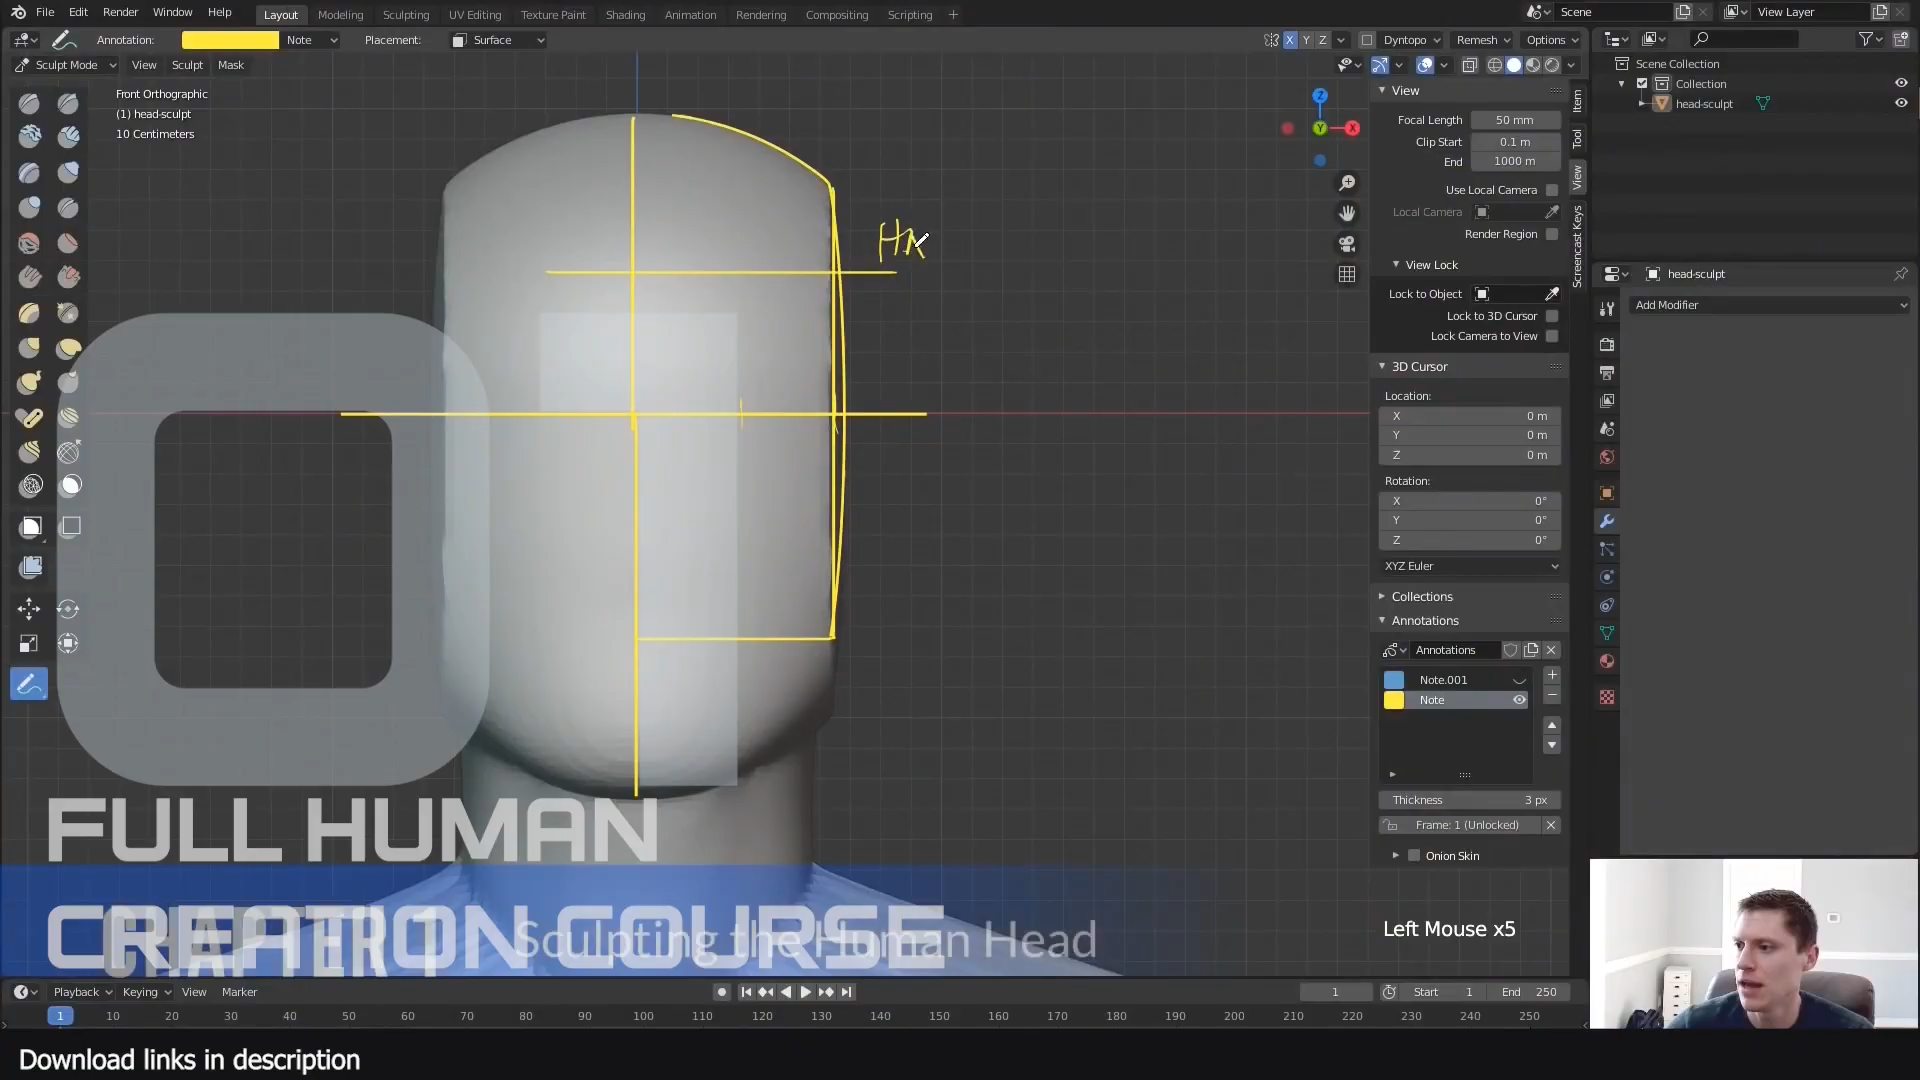 File Edit Render Window Help
Layout Modeling Sculpting UV Editing Texture Paint Shading Animation Rendering Compositing Scripting +
Scene
View Layer
Annotation: Note Placement: Surface
X Y Z Dyntopo Remesh Options
Sculpt Mode View Sculpt Mask
Front Orthographic
(1) head-sculpt
10 Centimeters
Z
Y
X
View
Focal Length 50 mm
Clip Start 0.1 m
End 1000 m
Use Local Camera
Local Camera
Render Region
View Lock
Lock to Object
Lock to 3D Cursor
Lock Camera to View
3D Cursor
Location:
X 0 m
Y 0 m
Z 0 m
Rotation:
X 0°
Y 0°
Z 0°
XYZ Euler
Collections
Annotations
Annotations
Note.001
Note
Thickness 3 px
Frame: 1 (Unlocked)
Onion Skin
Item
Tool
View
Screencast Keys
Scene Collection
Collection
head-sculpt
head-sculpt
Add Modifier
FULL HUMAN
CREATION COURSE
Sculpting the Human Head
Left Mouse x5
Playback Keying View Marker
1 Start 1 End 250
1 10 20 30 40 50 60 70 80 90 100 110 120 130 140 150 160 170 180 190 200 210 220 230 240 250
Download links in description